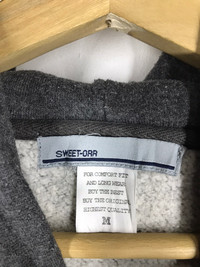 SWEET-ORR
FOR COMFORT FIT
AND LONG WEAR
BUY THE BEST
BUY THE ORIGINAL
HIGHEST QUALITY
M